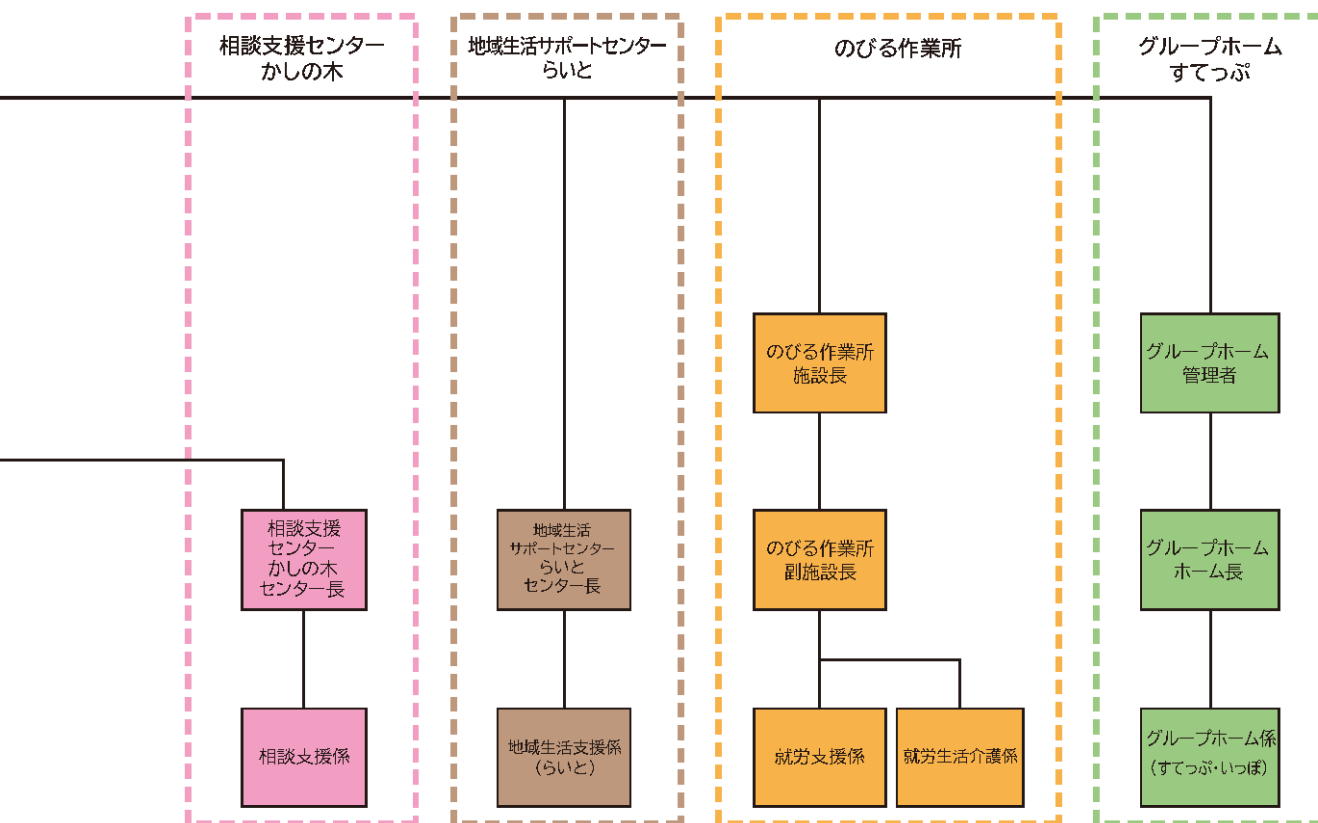 相談支援センター
かしの木
地域生活サポートセンター
らいと
のびる作業所
グループホーム
すてっぷ
のびる作業所
施設長
グループホーム
管理者
相談支援
センター
かしの木
センター長
地域生活
サポートセンター
らいと
センター長
のびる作業所
副施設長
グループホーム
ホーム長
相談支援係
地域生活支援係
（らいと）
就労支援係
就労生活介護係
グループホーム係
（すてっぷ・いっぽ）